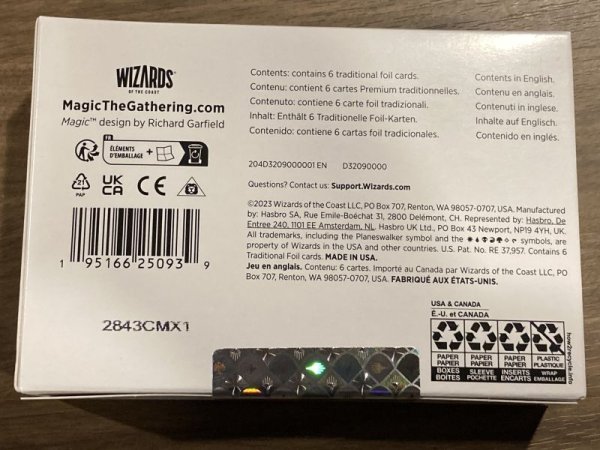 WIZARDS
OF THE COAST
MagicTheGathering.com
Magic™ design by Richard Garfield
FR
ÉLÉMENTS
D'EMBALLAGE
+
21
PAP
UK
CA
CE
1 95166 25093 9
2843CMX1
Contents: contains 6 traditional foil cards.
Contenu: contient 6 cartes Premium traditionnelles.
Contenuto: contiene 6 carte foil tradizionali.
Inhalt: Enthält 6 Traditionelle Foil-Karten.
Contenido: contiene 6 cartas foil tradicionales.
Contents in English.
Contenu en anglais.
Contenuti in inglese.
Inhalte auf Englisch.
Contenido en inglés.
204D3209000001 EN D32090000
Questions? Contact us: Support.Wizards.com
©2023 Wizards of the Coast LLC, PO Box 707, Renton, WA 98057-0707, USA. Manufactured
by: Hasbro SA, Rue Emile-Boéchat 31, 2800 Delémont, CH. Represented by: Hasbro, De
Entree 240, 1101 EE Amsterdam, NL. Hasbro UK Ltd., PO Box 43 Newport, NP19 4YH, UK.
All trademarks, including the Planeswalker symbol and the symbols, are
property of Wizards in the USA and other countries. U.S. Pat. No. RE 37,957. Contains 6
Traditional Foil cards. MADE IN USA.
Jeu en anglais. Contenu: 6 cartes. Importé au Canada par Wizards of the Coast LLC, PO
Box 707, Renton, WA 98057-0707, USA. FABRIQUÉ AUX ÉTATS-UNIS.
USA & CANADA
É.-U. et CANADA
PAPER PAPER PAPER PLASTIC
PAPIER PAPIER PAPIER PLASTIQUE
BOXES SLEEVE INSERTS WRAP
BOÎTES POCHETTE ENCARTS EMBALLAGE
how2recycle.info